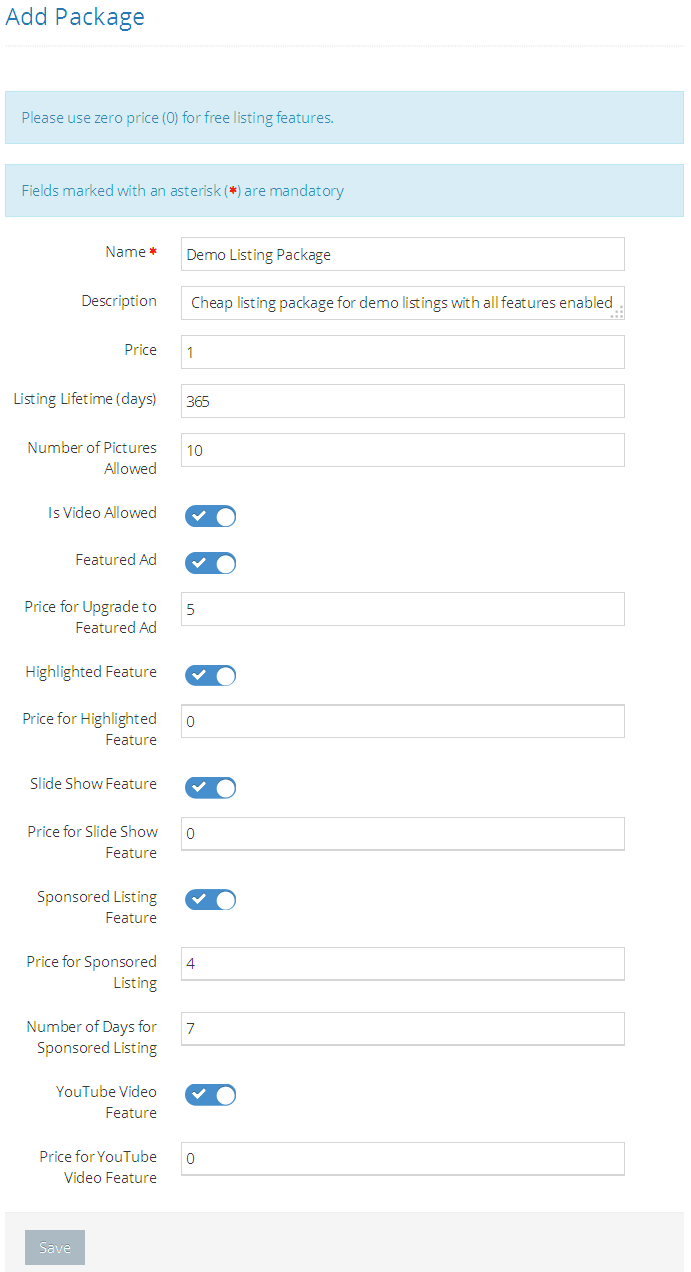 Add Package
Please use zero price (0) for free listing features.
Fields marked with an asterisk (*) are mandatory
Name * Demo Listing Package
Description Cheap listing package for demo listings with all features enabled
Price 1
Listing Lifetime (days) 365
Number of Pictures 10
Allowed
Is Video Allowed
Featured Ad
Price for Upgrade to 5
Featured Ad
Highlighted Feature
Price for Highlighted 0
Feature
Slide Show Feature
Price for Slide Show 0
Feature
Sponsored Listing
Feature
Price for Sponsored 4
Listing
Number of Days for 7
Sponsored Listing
YouTube Video
Feature
Price for YouTube 0
Video Feature
Save